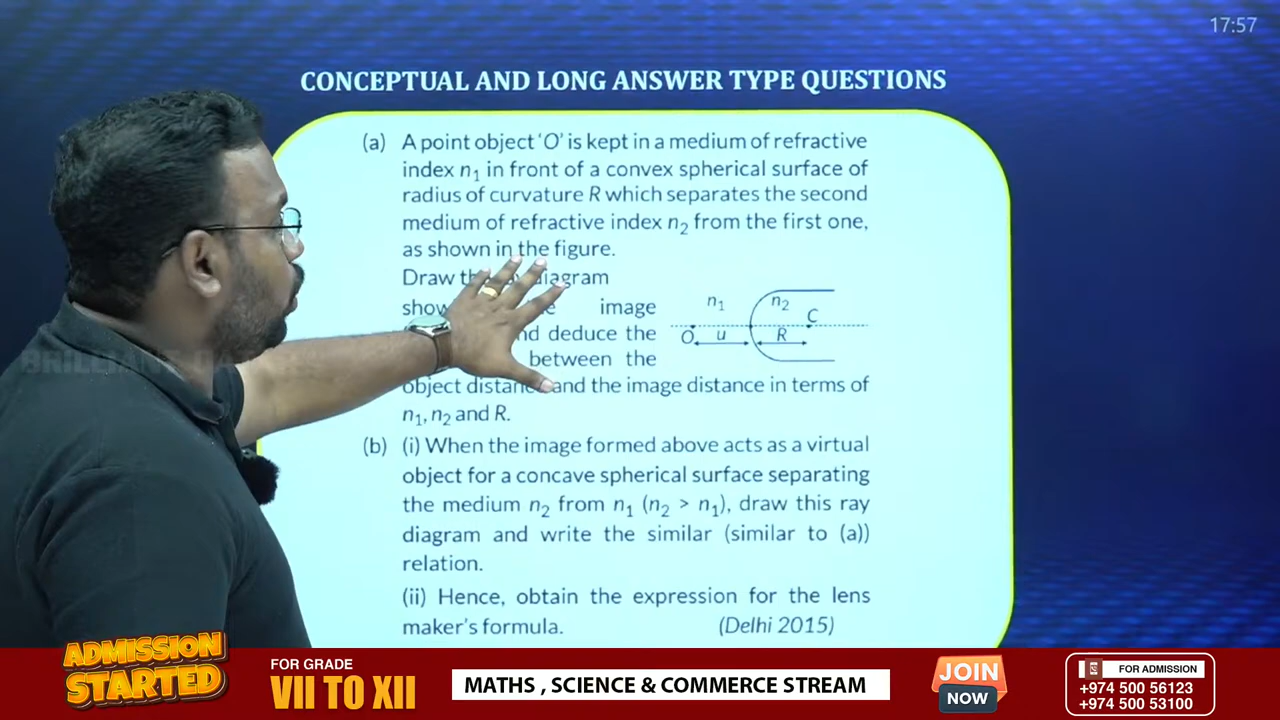 17:57
CONCEPTUAL AND LONG ANSWER TYPE QUESTIONS
(a) A point object 'O' is kept in a medium of refractive
index n₁ in front of a convex spherical surface of
radius of curvature R which separates the second
medium of refractive index n₂ from the first one,
as shown in the figure.
Draw diagram
image
deduce the
between the
object and the image distance in terms of
n₁, n₂ and R.
n₁ n₂ C
O u R
(b) (i) When the image formed above acts as a virtual
object for a concave spherical surface separating
the medium n₂ from n₁ (n₂ > n₁), draw this ray
diagram and write the similar (similar to (a))
relation.
(ii) Hence, obtain the expression for the lens
maker's formula. (Delhi 2015)
ADMISSION
STARTED
FOR GRADE
VII TO XII
MATHS , SCIENCE & COMMERCE STREAM
JOIN
NOW
FOR ADMISSION
+974 500 56123
+974 500 53100